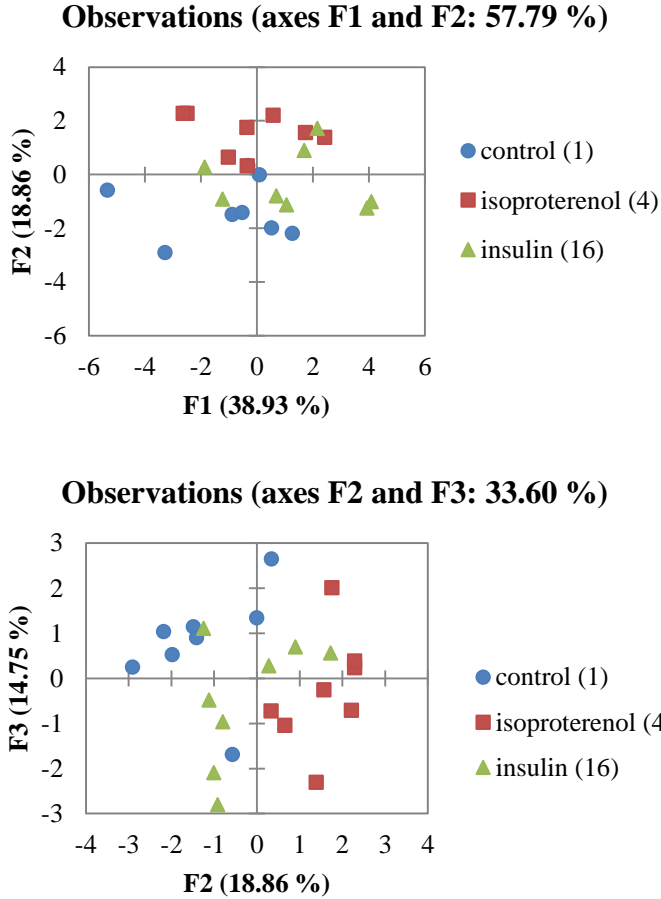 Observations (axes F1 and F2: 57.79 %)
4
2
0
-2
-4
-6
-6 -4 -2 0 2 4 6
F2 (18.86 %)
F1 (38.93 %)
control (1)
isoproterenol (4)
insulin (16)
Observations (axes F2 and F3: 33.60 %)
3
2
1
0
-1
-2
-3
-4 -3 -2 -1 0 1 2 3 4
F3 (14.75 %)
F2 (18.86 %)
control (1)
isoproterenol (4
insulin (16)